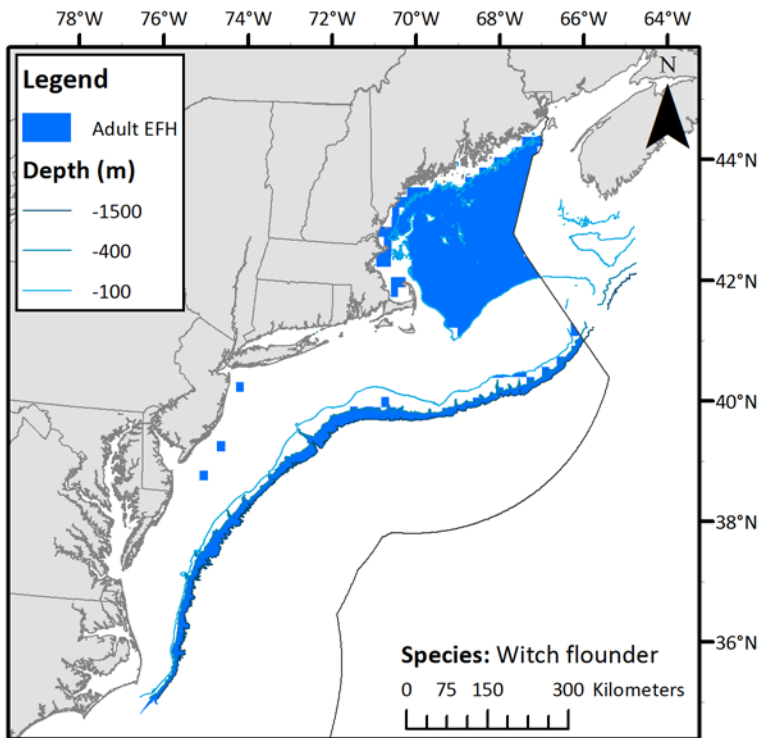 78°W 76°W 74°W 72°W 70°W 68°W 66°W 64°W
N
Legend
Adult EFH
Depth (m)
-1500
-400
-100
44°N
42°N
40°N
38°N
36°N
Species: Witch flounder
0 75 150 300 Kilometers